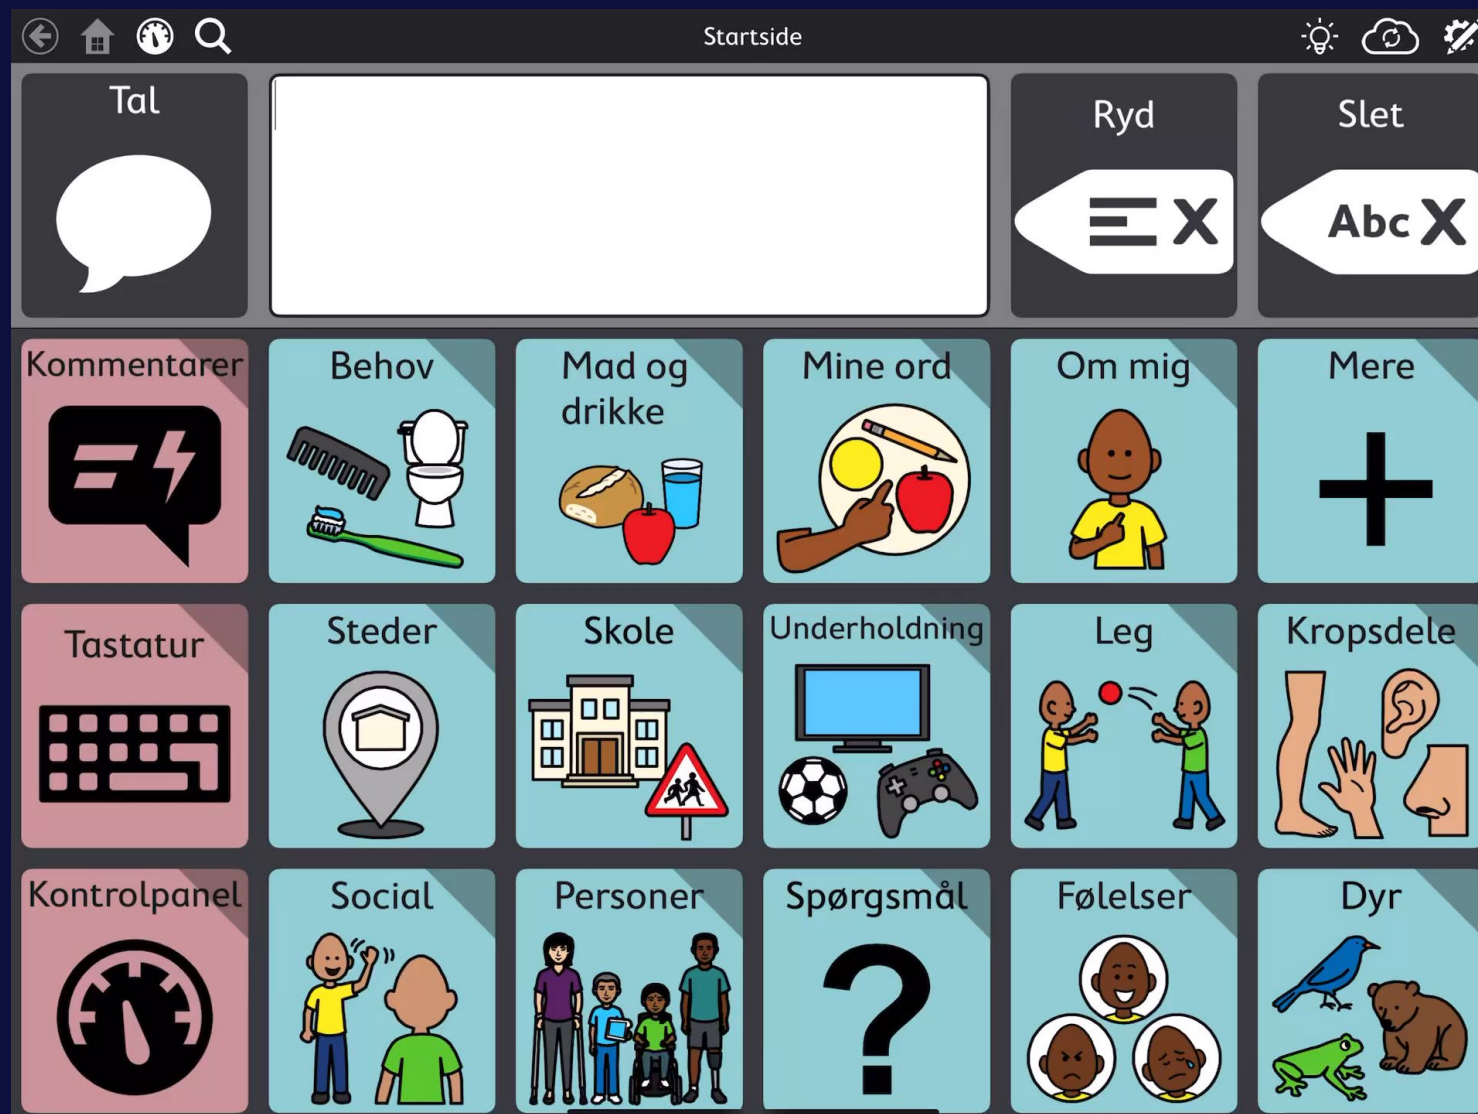 Startside
Tal
Ryd
Slet
Abc X
Kommentarer
Behov
Mad og
drikke
Mine ord
Om mig
Mere
Tastatur
Steder
Skole
Underholdning
Leg
Kropsdele
Kontrolpanel
Social
Personer
Spørgsmål
Følelser
Dyr